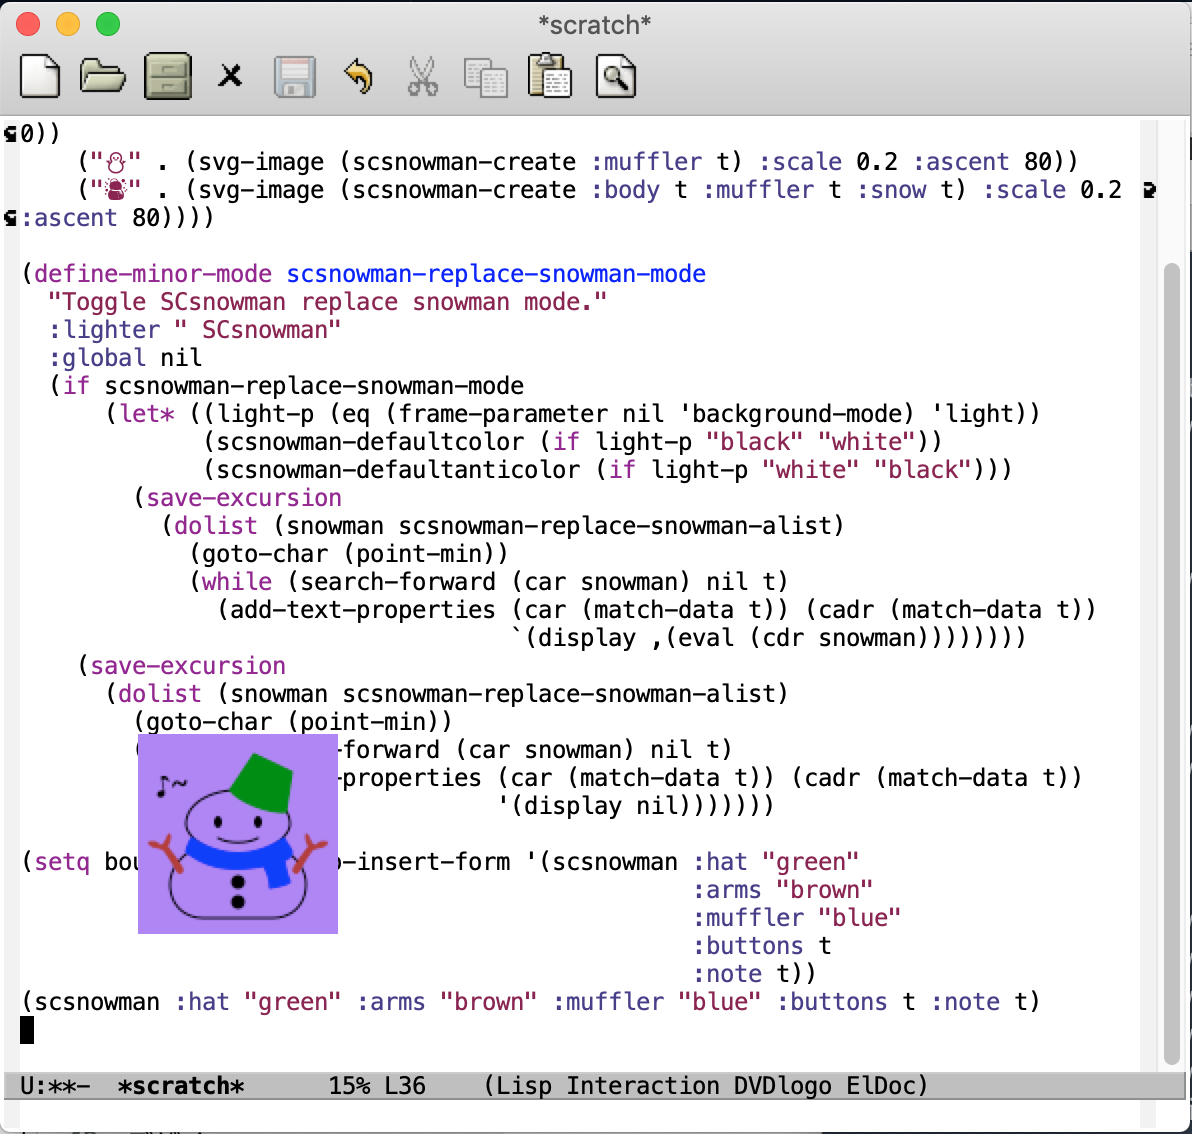 *scratch*
0))
("☃" . (svg-image (scsnowman-create :muffler t) :scale 0.2 :ascent 80))
("⛇" . (svg-image (scsnowman-create :body t :muffler t :snow t) :scale 0.2
:ascent 80))))
(define-minor-mode scsnowman-replace-snowman-mode
"Toggle SCsnowman replace snowman mode."
:lighter " SCsnowman"
:global nil
(if scsnowman-replace-snowman-mode
(let* ((light-p (eq (frame-parameter nil 'background-mode) 'light))
(scsnowman-defaultcolor (if light-p "black" "white"))
(scsnowman-defaultanticolor (if light-p "white" "black")))
(save-excursion
(dolist (snowman scsnowman-replace-snowman-alist)
(goto-char (point-min))
(while (search-forward (car snowman) nil t)
(add-text-properties (car (match-data t)) (cadr (match-data t))
`(display ,(eval (cdr snowman))))))))
(save-excursion
(dolist (snowman scsnowman-replace-snowman-alist)
(goto-char (point-min))
-forward (car snowman) nil t)
-properties (car (match-data t)) (cadr (match-data t))
'(display nil)))))))
(setq -insert-form '(scsnowman :hat "green"
:arms "brown"
:muffler "blue"
:buttons t
:note t))
(scsnowman :hat "green" :arms "brown" :muffler "blue" :buttons t :note t)
U:**- *scratch* 15% L36 (Lisp Interaction DVDlogo ElDoc)